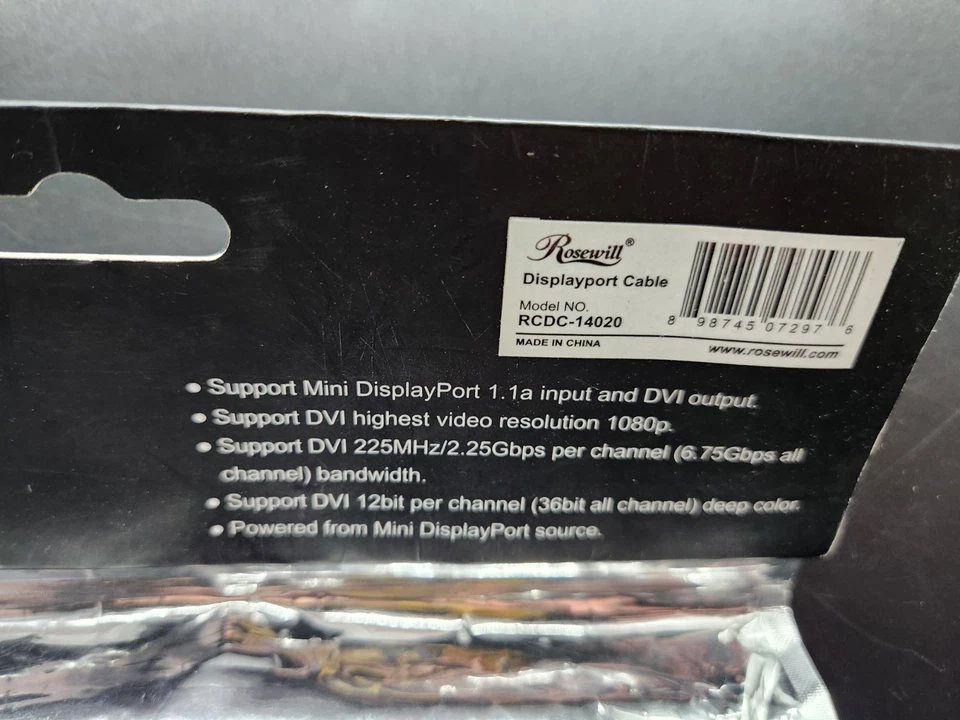 Rosewill®
Displayport Cable
Model NO.
RCDC-14020
MADE IN CHINA
8 98745 07297 6
www.rosewill.com
● Support Mini DisplayPort 1.1a input and DVI output.
● Support DVI highest video resolution 1080p.
● Support DVI 225MHz/2.25Gbps per channel (6.75Gbps all
channel) bandwidth.
● Support DVI 12bit per channel (36bit all channel) deep color.
● Powered from Mini DisplayPort source.